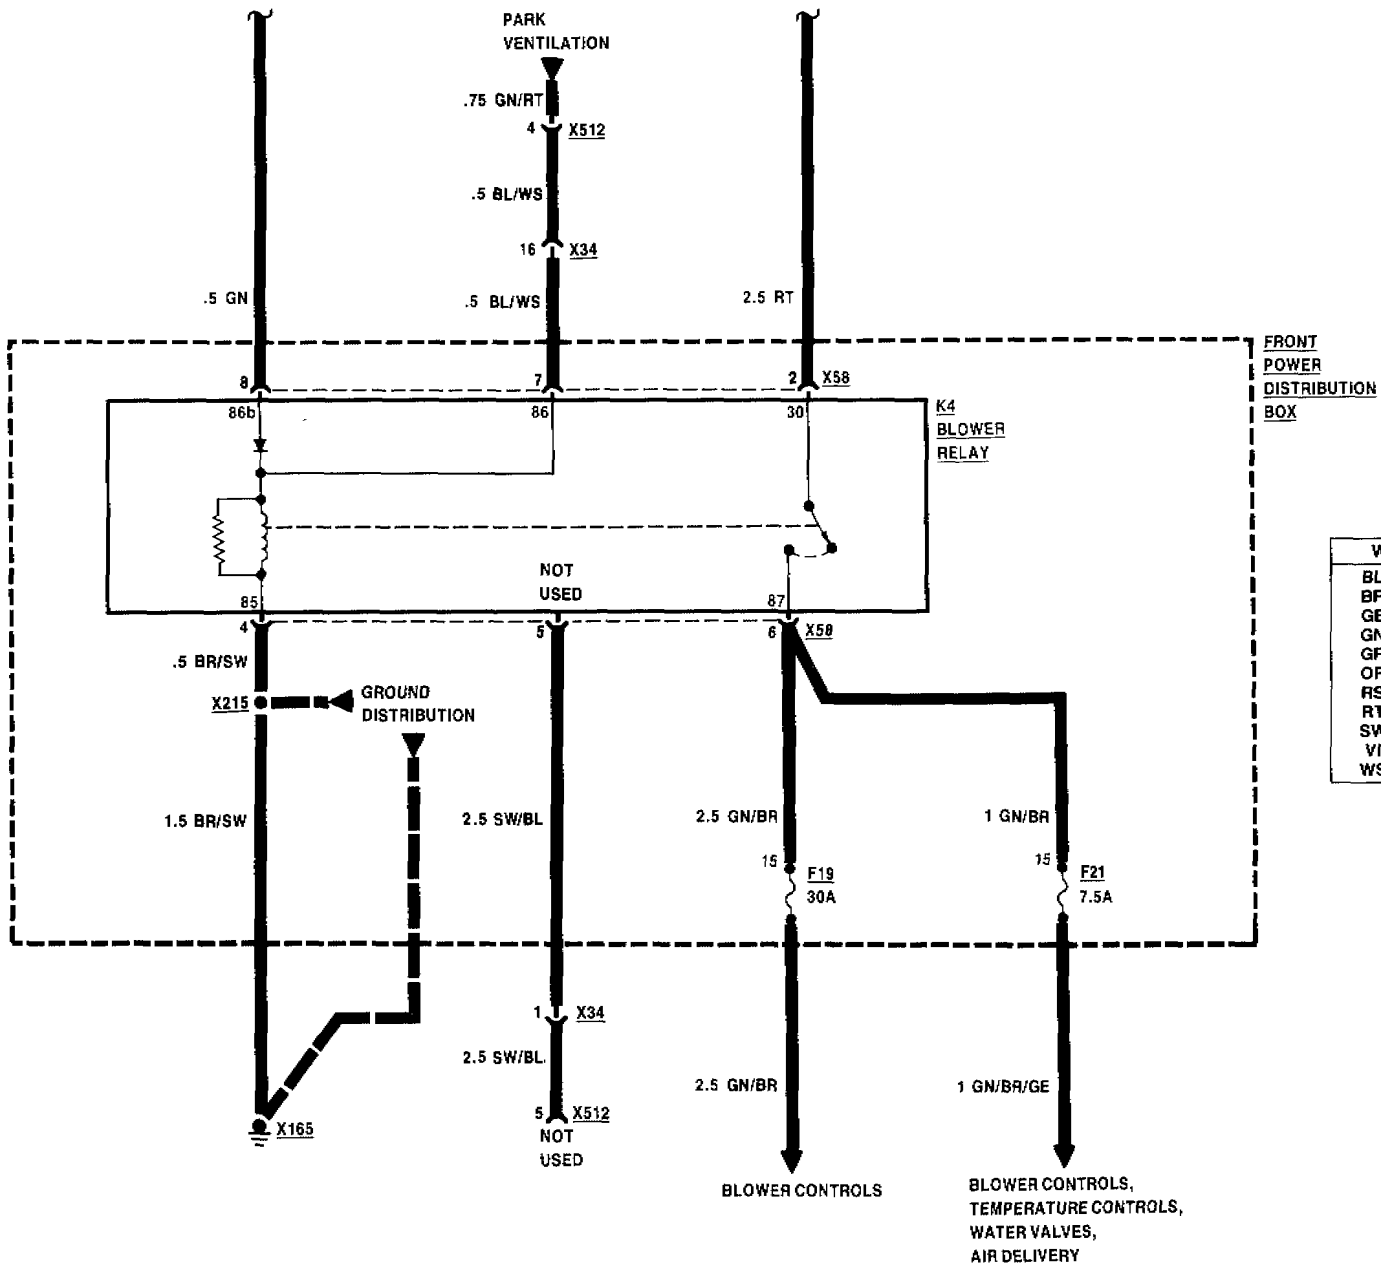 PARK
VENTILATION
.75 GN/RT
4 X512
.5 BL/WS
16 X34
.5 GN
.5 BL/WS
2.5 RT
FRONT
POWER
DISTRIBUTION
BOX
8
7
2 X58
86b
86
30
K4
BLOWER
RELAY
NOT
USED
85
87
4
5
6 X58
.5 BR/SW
X215
GROUND
DISTRIBUTION
1.5 BR/SW
2.5 SW/BL
2.5 GN/BR
1 GN/BR
15
F19
30A
15
F21
7.5A
1 X34
2.5 SW/BL
2.5 GN/BR
1 GN/BR/GE
X165
5 X512
NOT
USED
BLOWER CONTROLS
BLOWER CONTROLS,
TEMPERATURE CONTROLS,
WATER VALVES,
AIR DELIVERY
W
BL
GE
GN
RS
RT
SW
VI
WS